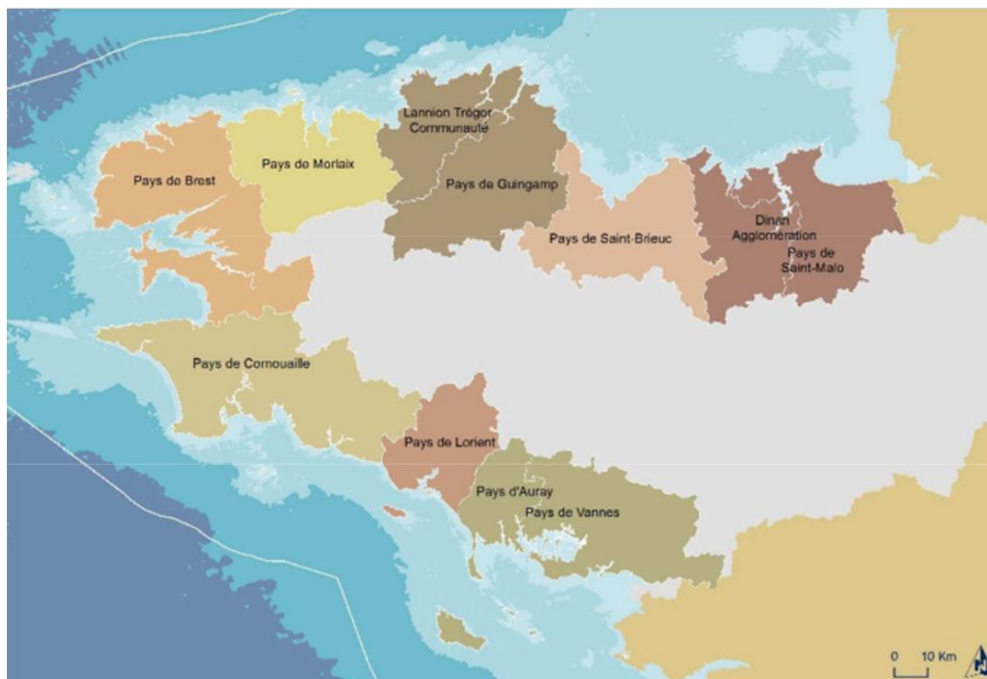 Lannion Trégor
Communauté
Pays de Morlaix
Pays de Brest
Pays de Guingamp
Dinan
Agglomération
Pays de Saint-Brieuc
Pays de
Saint-Malo
Pays de Cornouaille
Pays de Lorient
Pays d'Auray
Pays de Vannes
0 10 Km
N